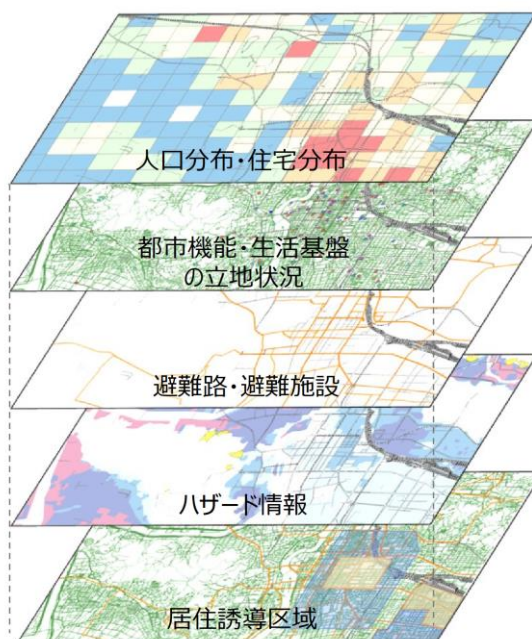 人口分布・住宅分布
都市機能・生活基盤
の立地状況
避難路・避難施設
ハザード情報
居住誘導区域